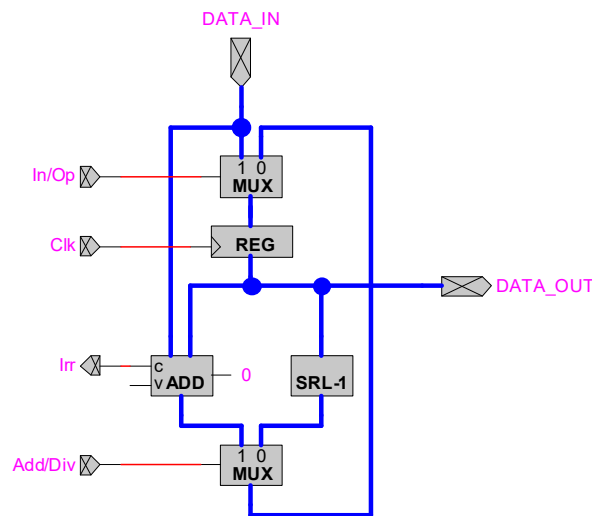 DATA_IN
1 0
MUX
In/Op
REG
Clk
DATA_OUT
Irr
C
V
ADD
0
SRL-1
1 0
MUX
Add/Div